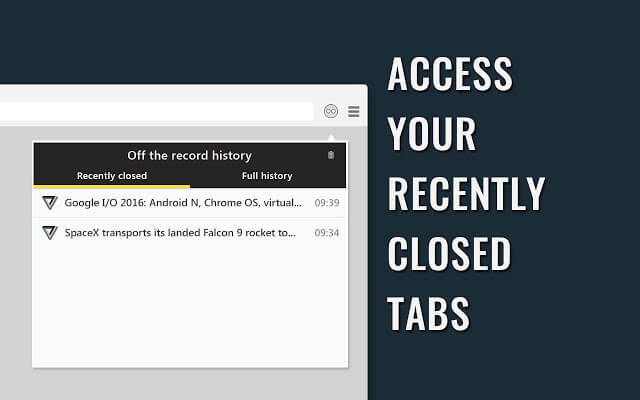 Off the record history
Recently closed Full history
Google I/O 2016: Android N, Chrome OS, virtual... 09:39
SpaceX transports its landed Falcon 9 rocket to... 09:34
ACCESS
YOUR
RECENTLY
CLOSED
TABS